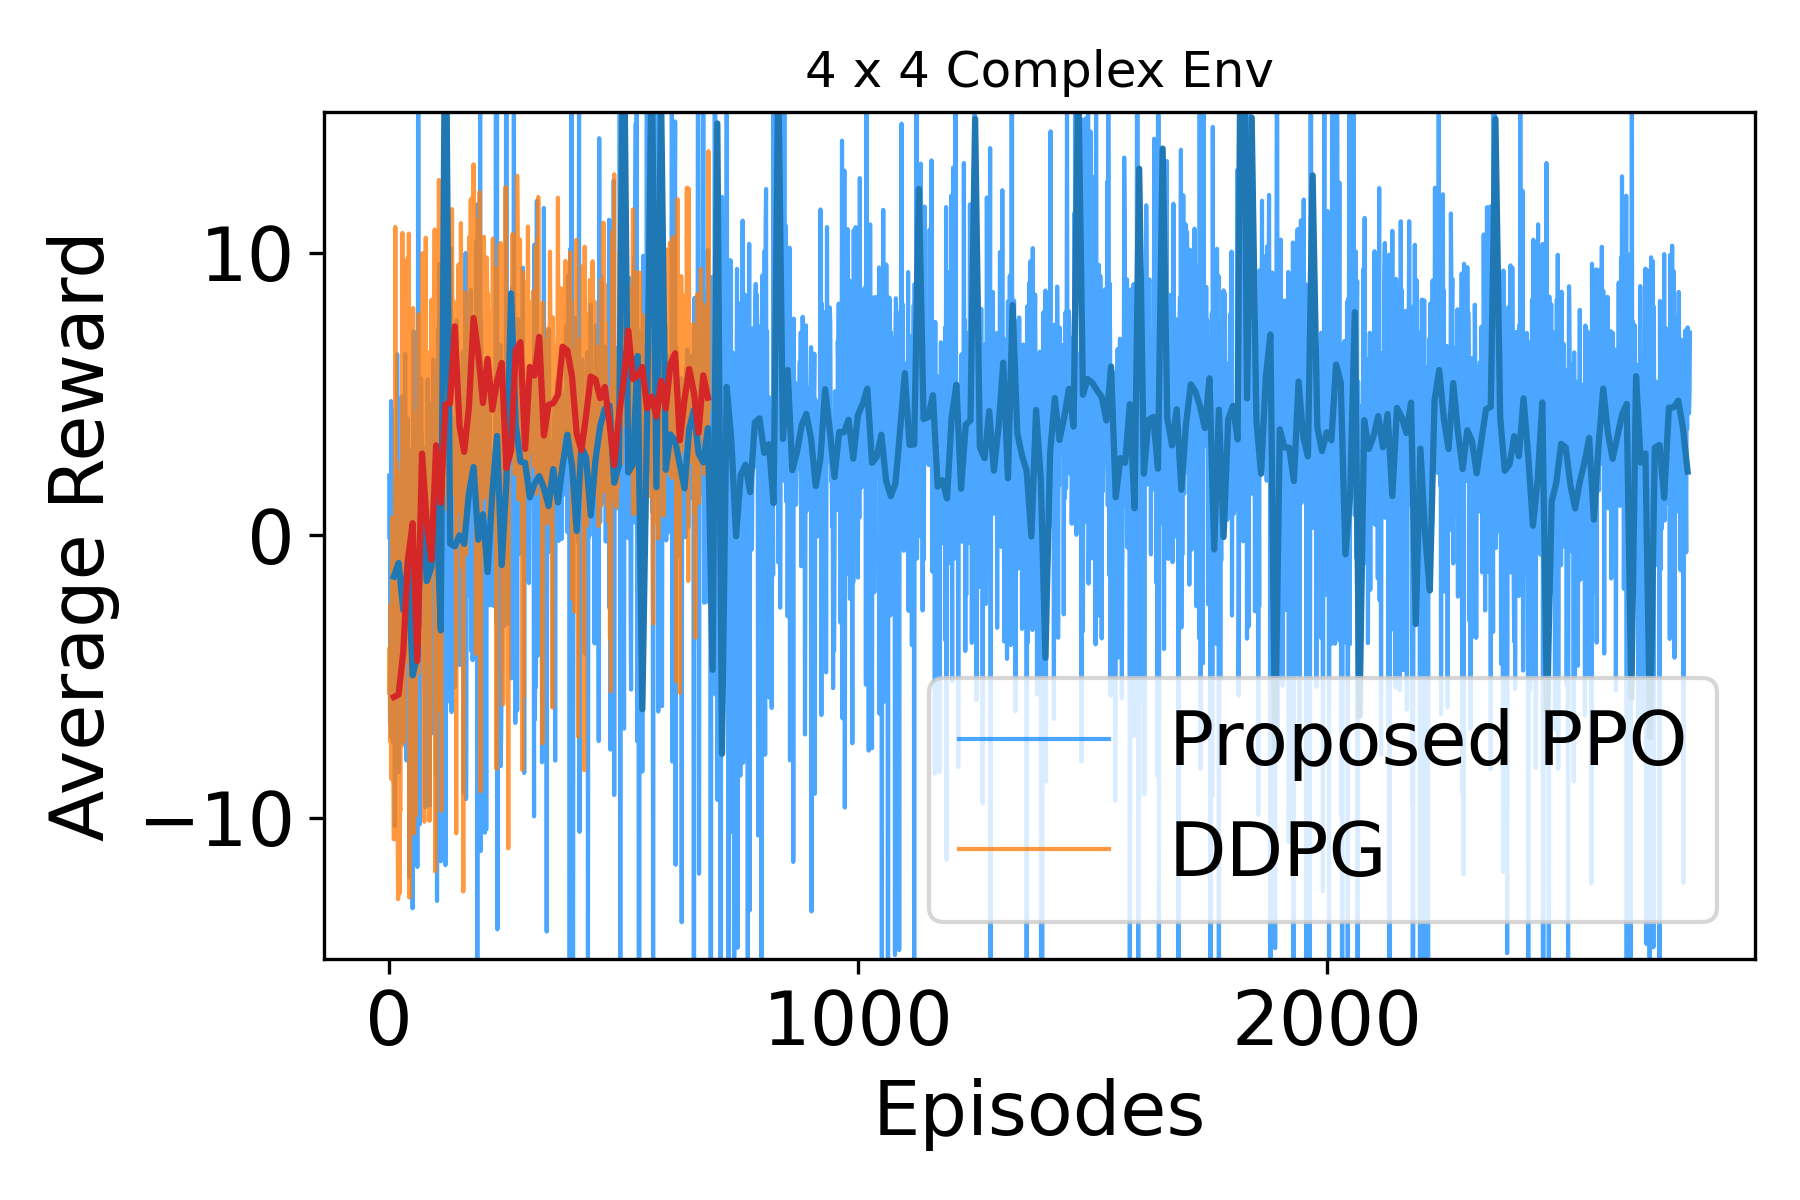 4 x 4 Complex Env
Average Reward
10
0
−10
Proposed PPO
DDPG
0
1000
2000
Episodes